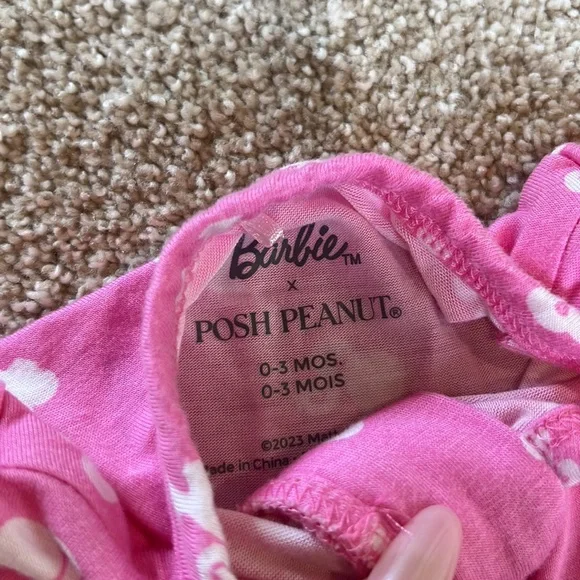 Barbie™
x
POSH PEANUT®
0-3 MOS.
0-3 MOIS
©2023
Made in China